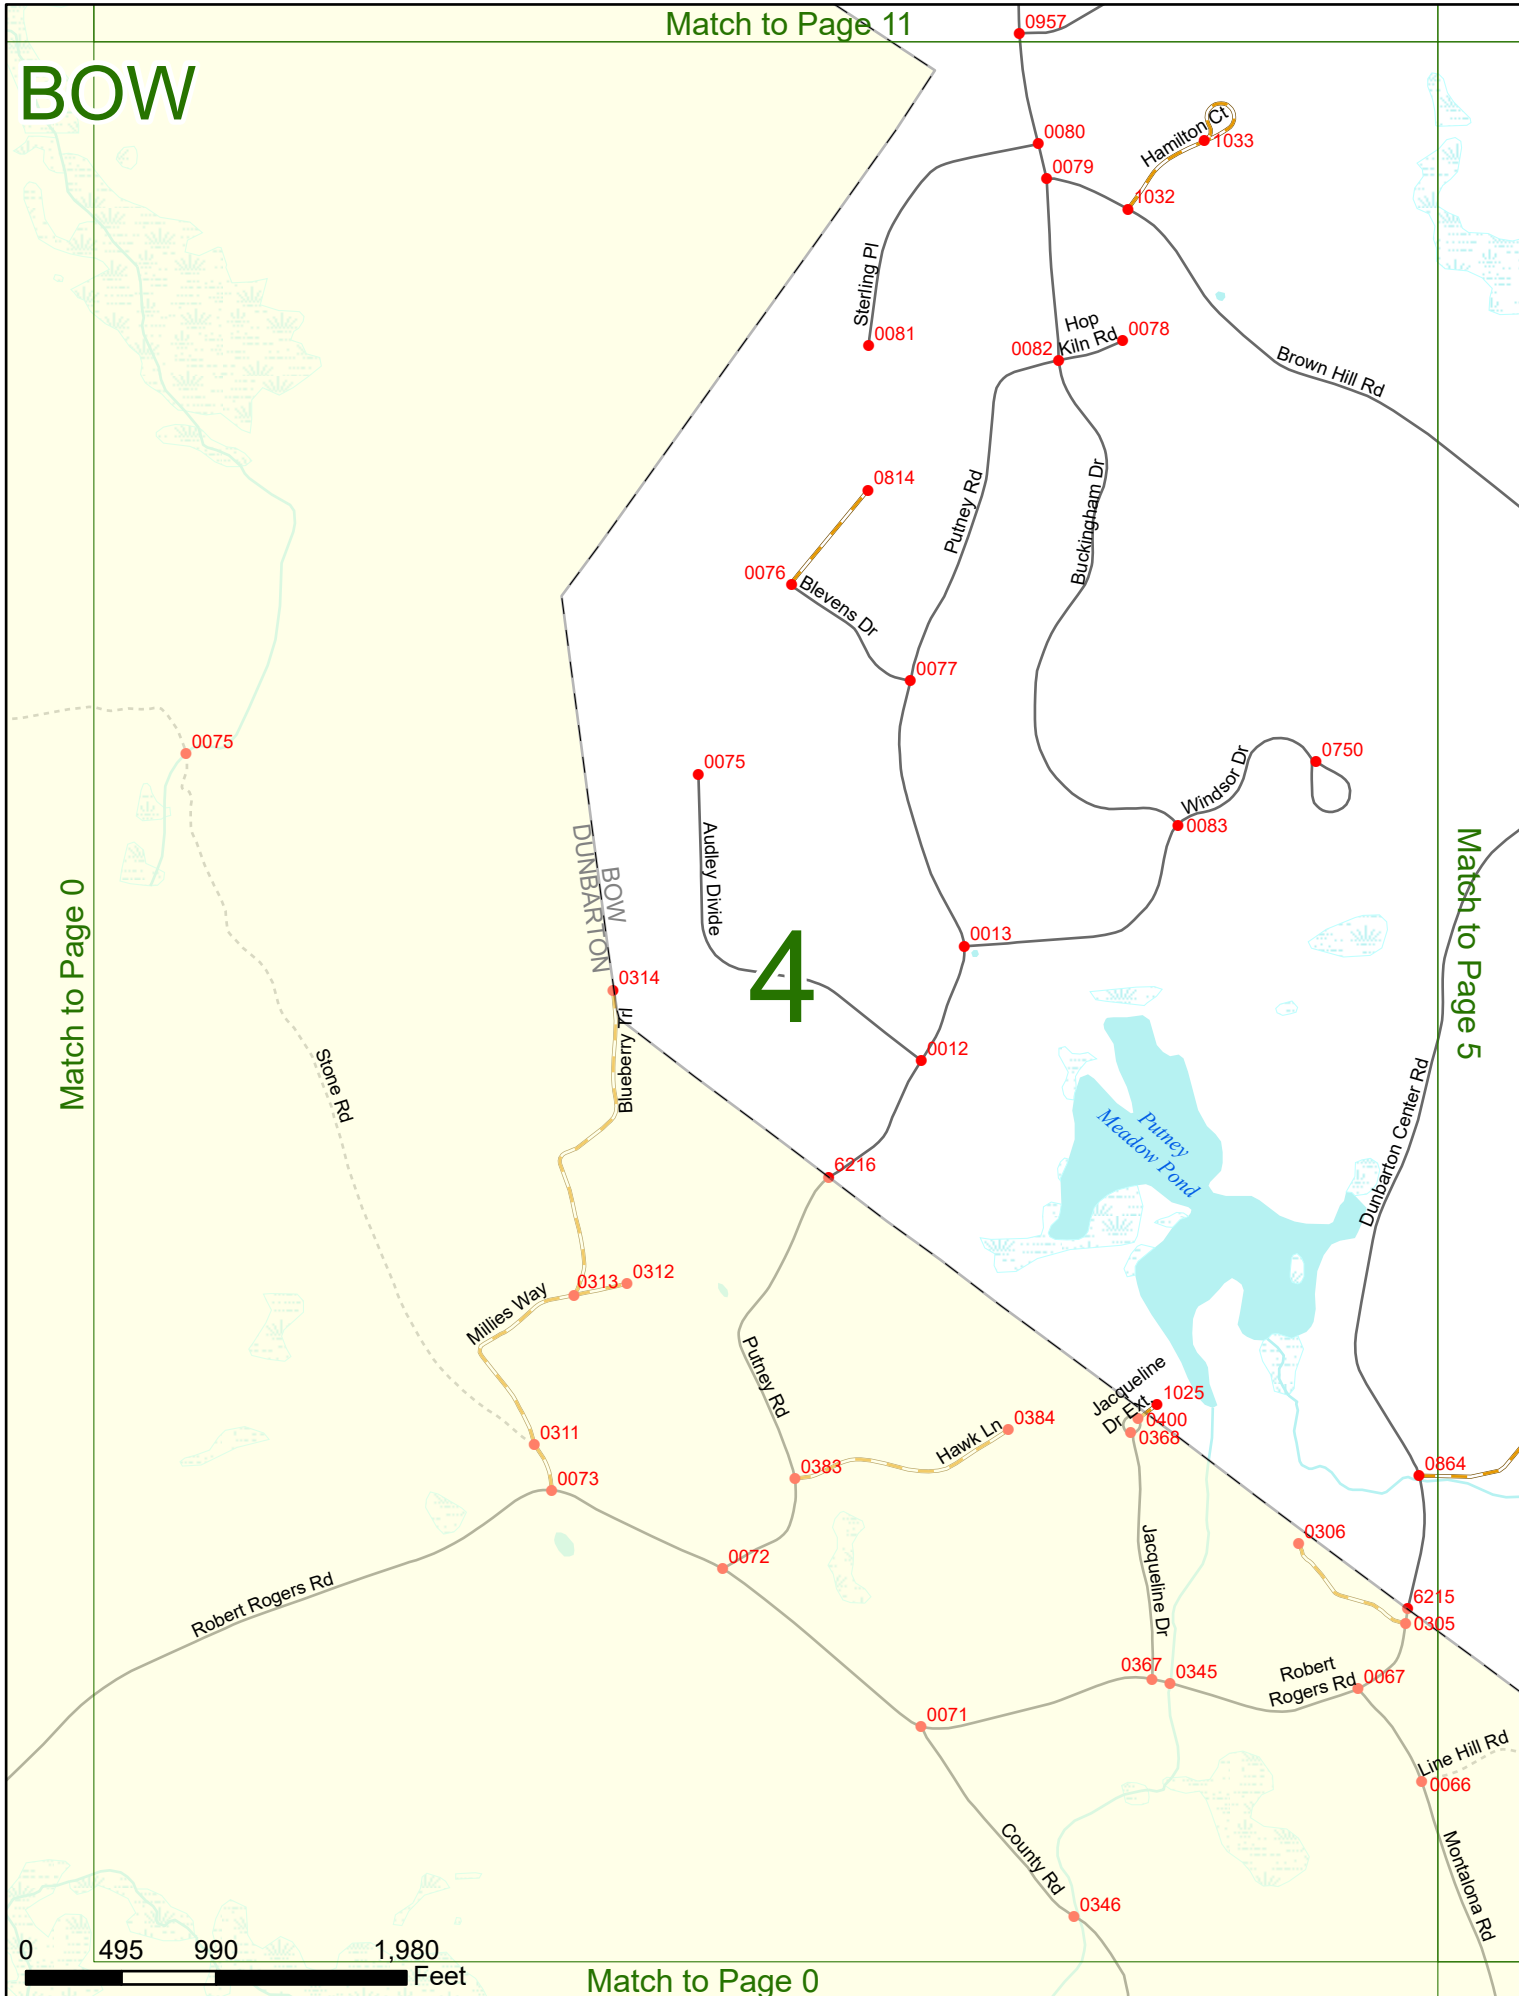 Match to Page 11
BOW
0957
0080
0079
Hamilton Ct
1033
1032
Sterling Pl
0081
Hop
Kiln Rd
0078
0082
Brown Hill Rd
0814
Putney Rd
Buckingham Dr
0076
Blevens Dr
0077
0075
0075
0750
Windsor Dr
0083
Audley Divide
BOW
DUNBARTON
Match to Page 0
Match to Page 5
4
0013
0314
Blueberry Trl
Stone Rd
0012
Putney
Meadow Pond
Dunbarton Center Rd
6216
0313
0312
Millies Way
Putney Rd
Jacqueline
Dr Ext
1025
0400
0368
0311
0384
Hawk Ln
0383
0073
0864
0072
0306
Jacqueline Dr
Robert Rogers Rd
6215
0305
0367
0345
Robert
Rogers Rd
0067
0071
Line Hill Rd
0066
County Rd
Montalona Rd
0346
0
495
990
1,980
Feet
Match to Page 0